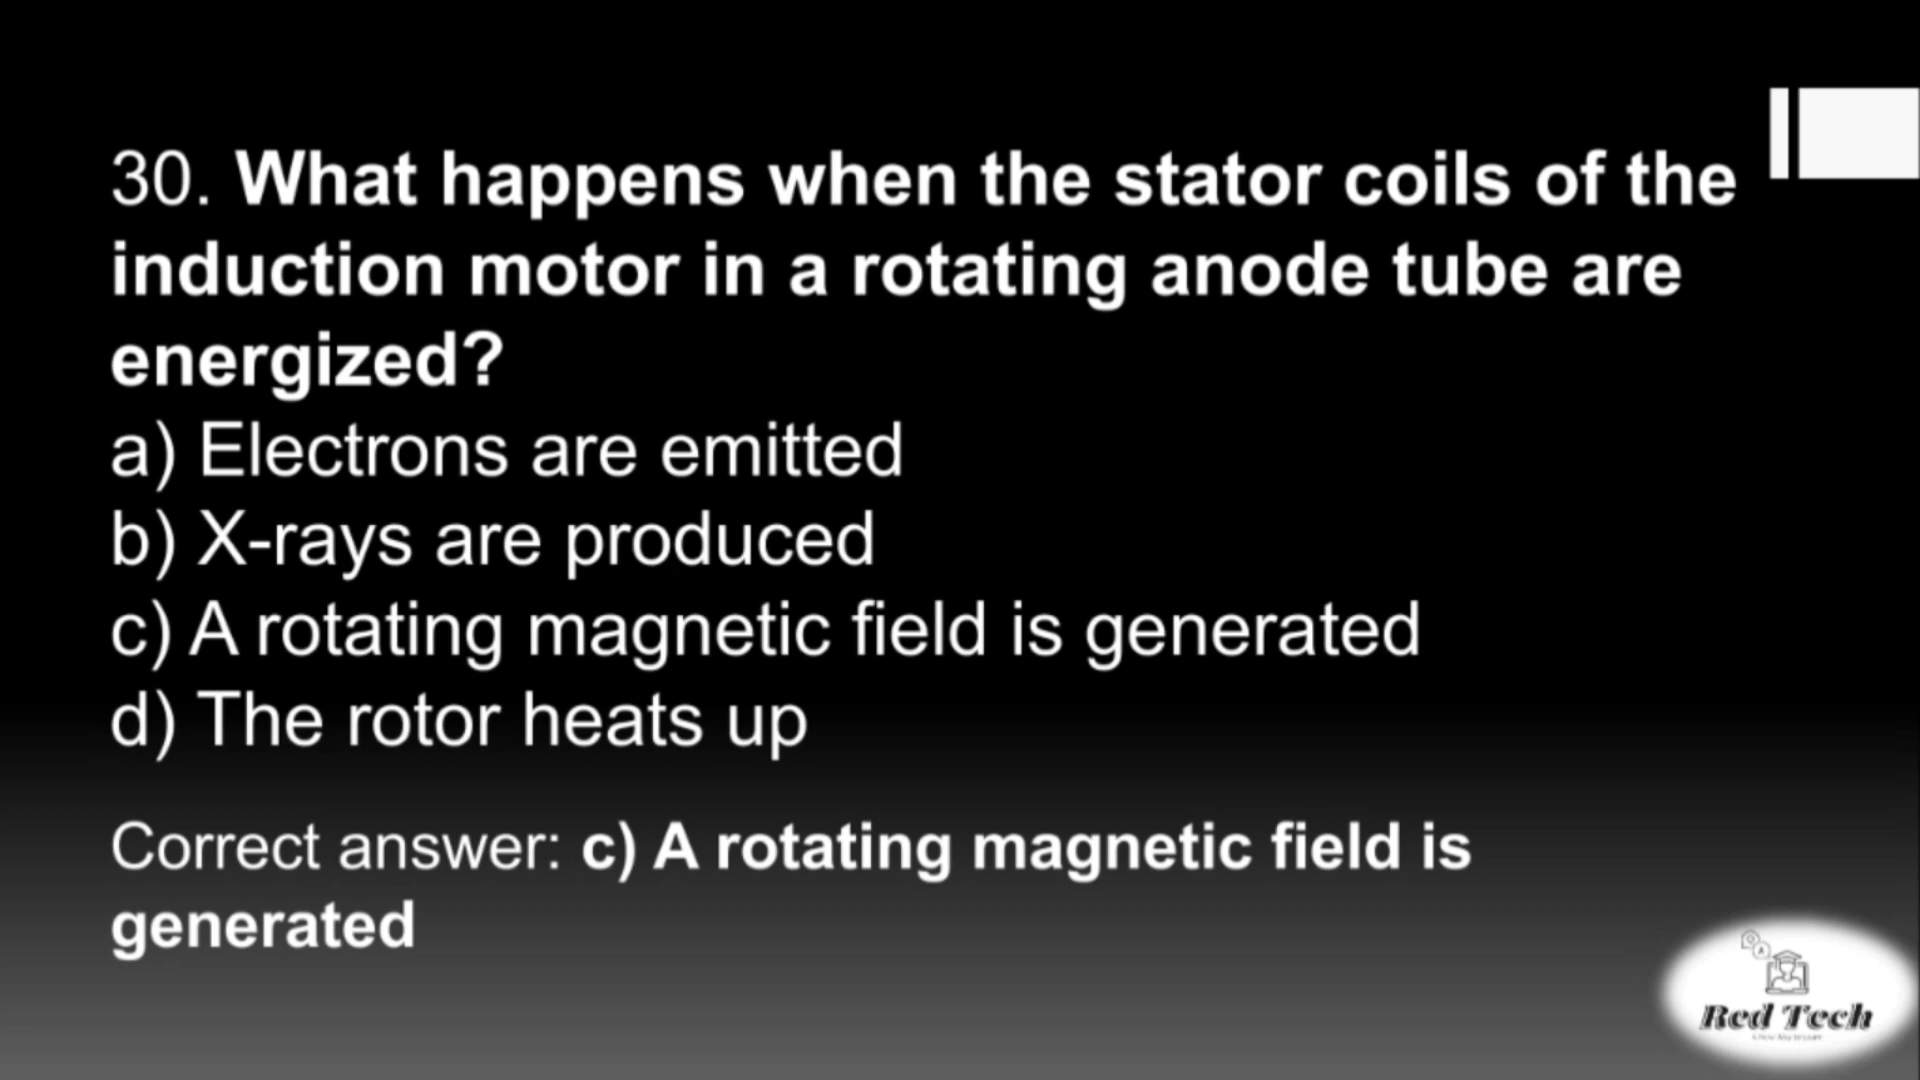 30. What happens when the stator coils of the
induction motor in a rotating anode tube are
energized?
a) Electrons are emitted
b) X-rays are produced
c) A rotating magnetic field is generated
d) The rotor heats up
Correct answer: c) A rotating magnetic field is
generated
Q
A
Red Tech